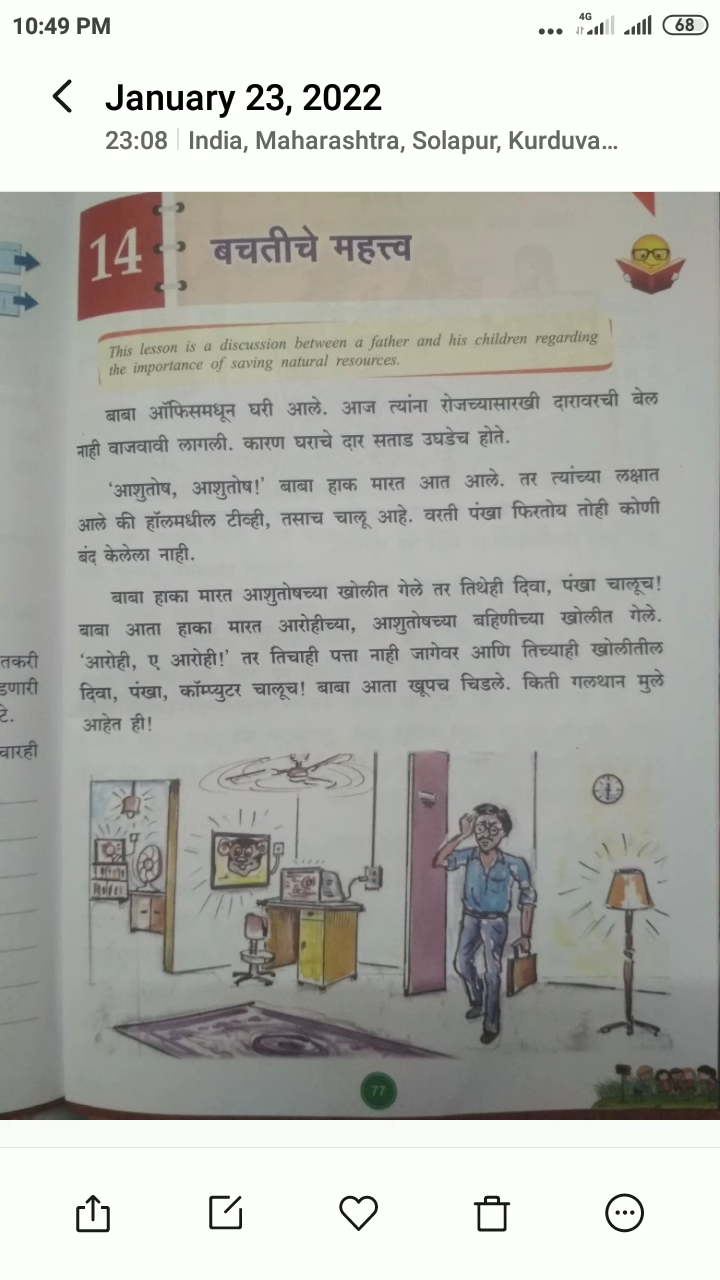 10:49 PM
4G
68
January 23, 2022
23:08 | India, Maharashtra, Solapur, Kurduva...
14
बचतीचे महत्त्व
This lesson is a discussion between a father and his children regarding
the importance of saving natural resources.
बाबा ऑफिसमधून घरी आले. आज त्यांना रोजच्यासारखी दारावरची बेल
नाही वाजवावी लागली. कारण घराचे दार सताड उघडेच होते.
‘आशुतोष, आशुतोष!’ बाबा हाक मारत आत आले. तर त्यांच्या लक्षात
आले की हॉलमधील टीव्ही, तसाच चालू आहे. वरती पंखा फिरतोय तोही कोणी
बंद केलेला नाही.
बाबा हाका मारत आशुतोषच्या खोलीत गेले तर तिथेही दिवा, पंखा चालूच!
बाबा आता हाका मारत आरोहीच्या, आशुतोषच्या बहिणीच्या खोलीत गेले.
‘आरोही, ए आरोही!’ तर तिचाही पत्ता नाही जागेवर आणि तिच्याही खोलीतील
दिवा, पंखा, कॉम्प्युटर चालूच! बाबा आता खूपच चिडले. किती गलथान मुले
आहेत ही!
तकरी
डणारी
टे.
चारही
77